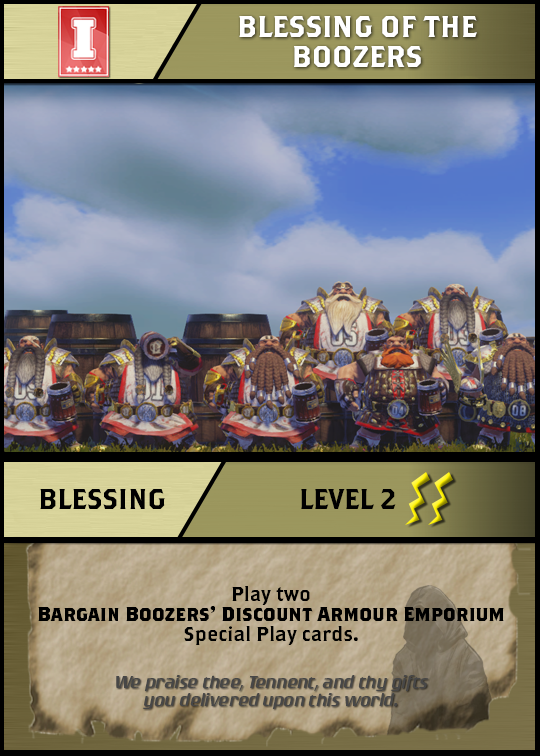 I
BLESSING OF THE
BOOZERS
BLESSING
LEVEL 2
Play two
BARGAIN BOOZERS’ DISCOUNT ARMOUR EMPORIUM
Special Play cards.
We praise thee, Tennent, and thy gifts
you delivered upon this world.